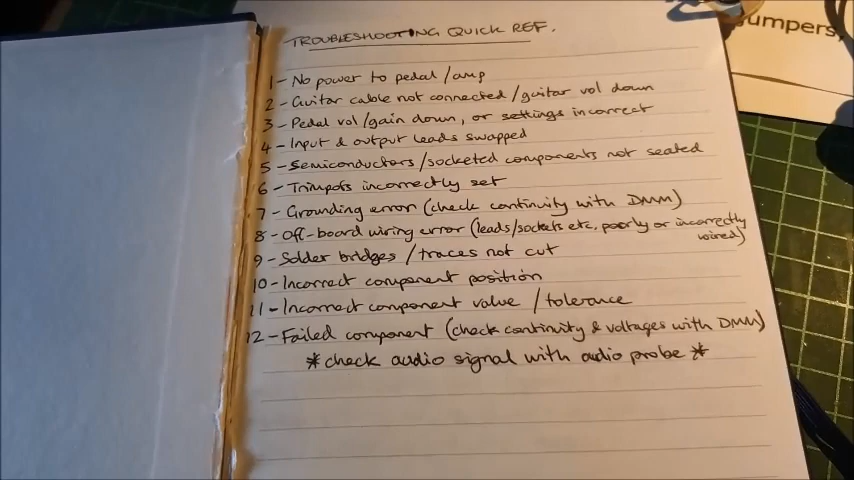 TROUBLESHOOTING QUICK REF.
umpers,
1 - No power to pedal / amp
2 - Guitar cable not connected / guitar vol down
3 - Pedal vol / gain down, or settings incorrect
4 - Input & output leads swapped
5 - Semiconductors / socketed components not seated
6 - Trimpots incorrectly set
7 - Grounding error (check continuity with DMM)
8 - Off-board wiring error (leads/sockets etc, poorly or incorrectly
wired)
9 - Solder bridges / traces not cut
10 - Incorrect component position
11 - Incorrect component value / tolerance
12 - Failed component (check continuity & voltages with DMM)
* check audio signal with audio probe *